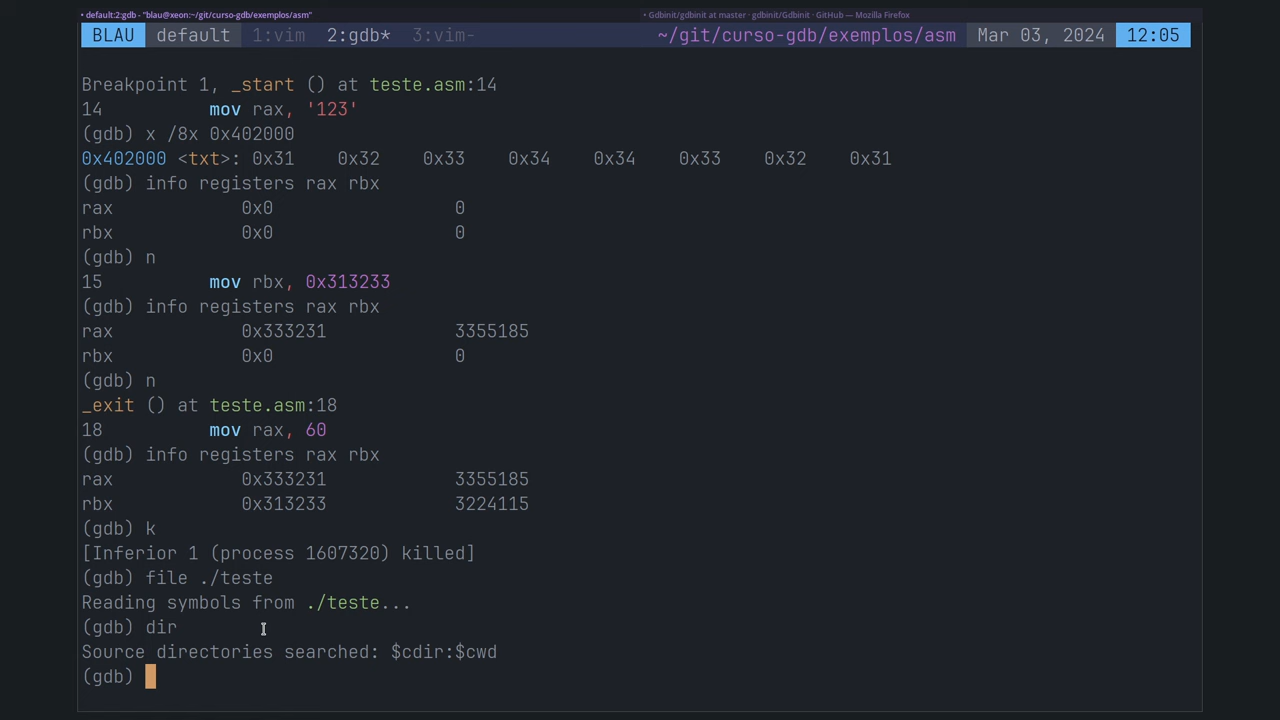 • default:2:gdb - "blau@xeon:~/git/curso-gdb/exemplos/asm"
• Gdbinit/gdbinit at master · gdbinit/Gdbinit · GitHub — Mozilla Firefox
BLAU default 1:vim 2:gdb* 3:vim- ~/git/curso-gdb/exemplos/asm Mar 03, 2024 12:05
Breakpoint 1, _start () at teste.asm:14
14 mov rax, '123'
(gdb) x /8x 0x402000
0x402000 <txt>: 0x31 0x32 0x33 0x34 0x34 0x33 0x32 0x31
(gdb) info registers rax rbx
rax 0x0 0
rbx 0x0 0
(gdb) n
15 mov rbx, 0x313233
(gdb) info registers rax rbx
rax 0x333231 3355185
rbx 0x0 0
(gdb) n
_exit () at teste.asm:18
18 mov rax, 60
(gdb) info registers rax rbx
rax 0x333231 3355185
rbx 0x313233 3224115
(gdb) k
[Inferior 1 (process 1607320) killed]
(gdb) file ./teste
Reading symbols from ./teste...
(gdb) dir
Source directories searched: $cdir:$cwd
(gdb)